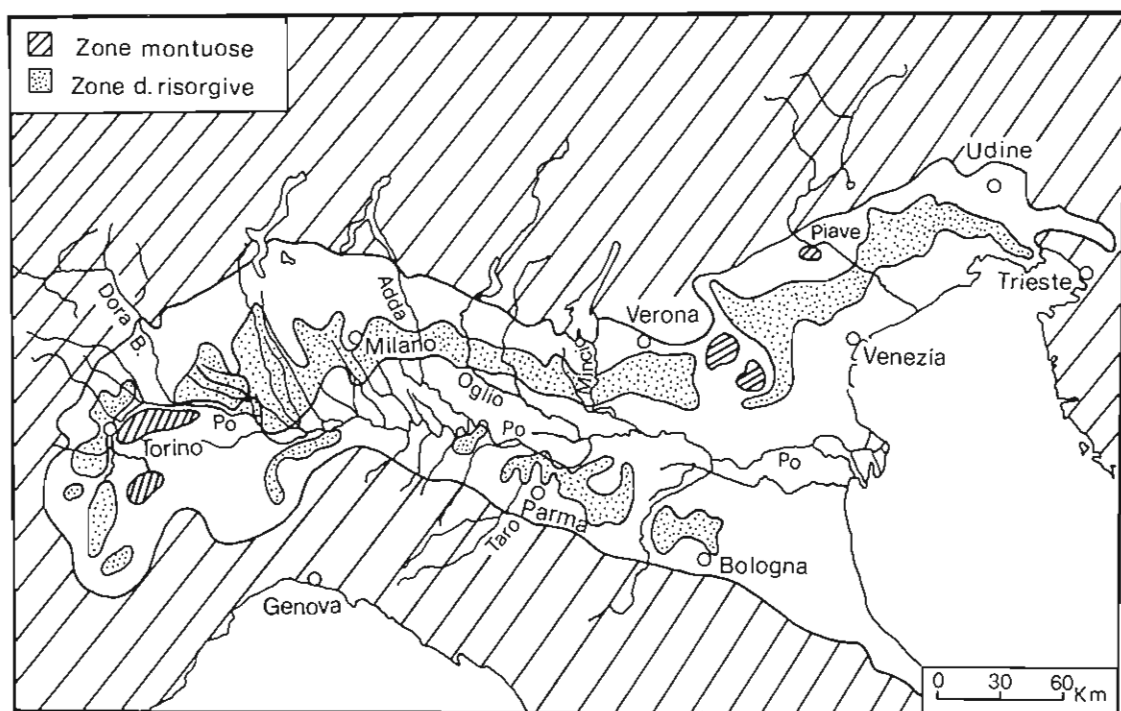 Zone montuose
Zone d. risorgive
Udine
Piave
Trieste
Dora B.
Adda
Verona
Milano
Mincio
Venezia
Oglio
Po
Torino
Po
Po
Parma
Taro
Bologna
Genova
0 30 60 Km